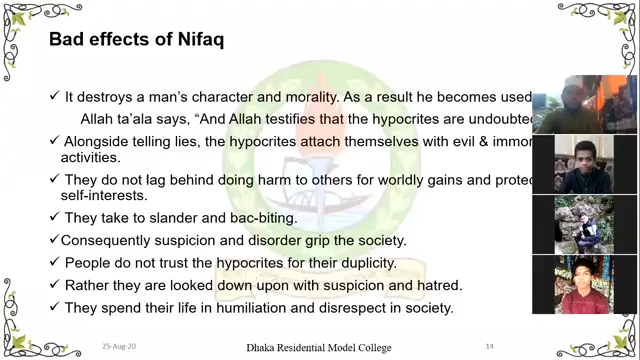 Bad effects of Nifaq
✓ It destroys a man's character and morality. As a result he becomes used
Allah ta'ala says, "And Allah testifies that the hypocrites are
✓ Alongside telling lies, the hypocrites attach themselves with evil &
activities.
✓ They do not lag behind doing harm to others for worldly gains and
self-interests.
✓ They take to slander and bac-biting.
✓Consequently suspicion and disorder grip the society.
✓ People do not trust the hypocrites for their duplicity.
✓ Rather they are looked down upon with suspicion and hatred.
✓ They spend their life in humiliation and disrespect in society.
25-Aug-20 Dhaka Residential Model College 14